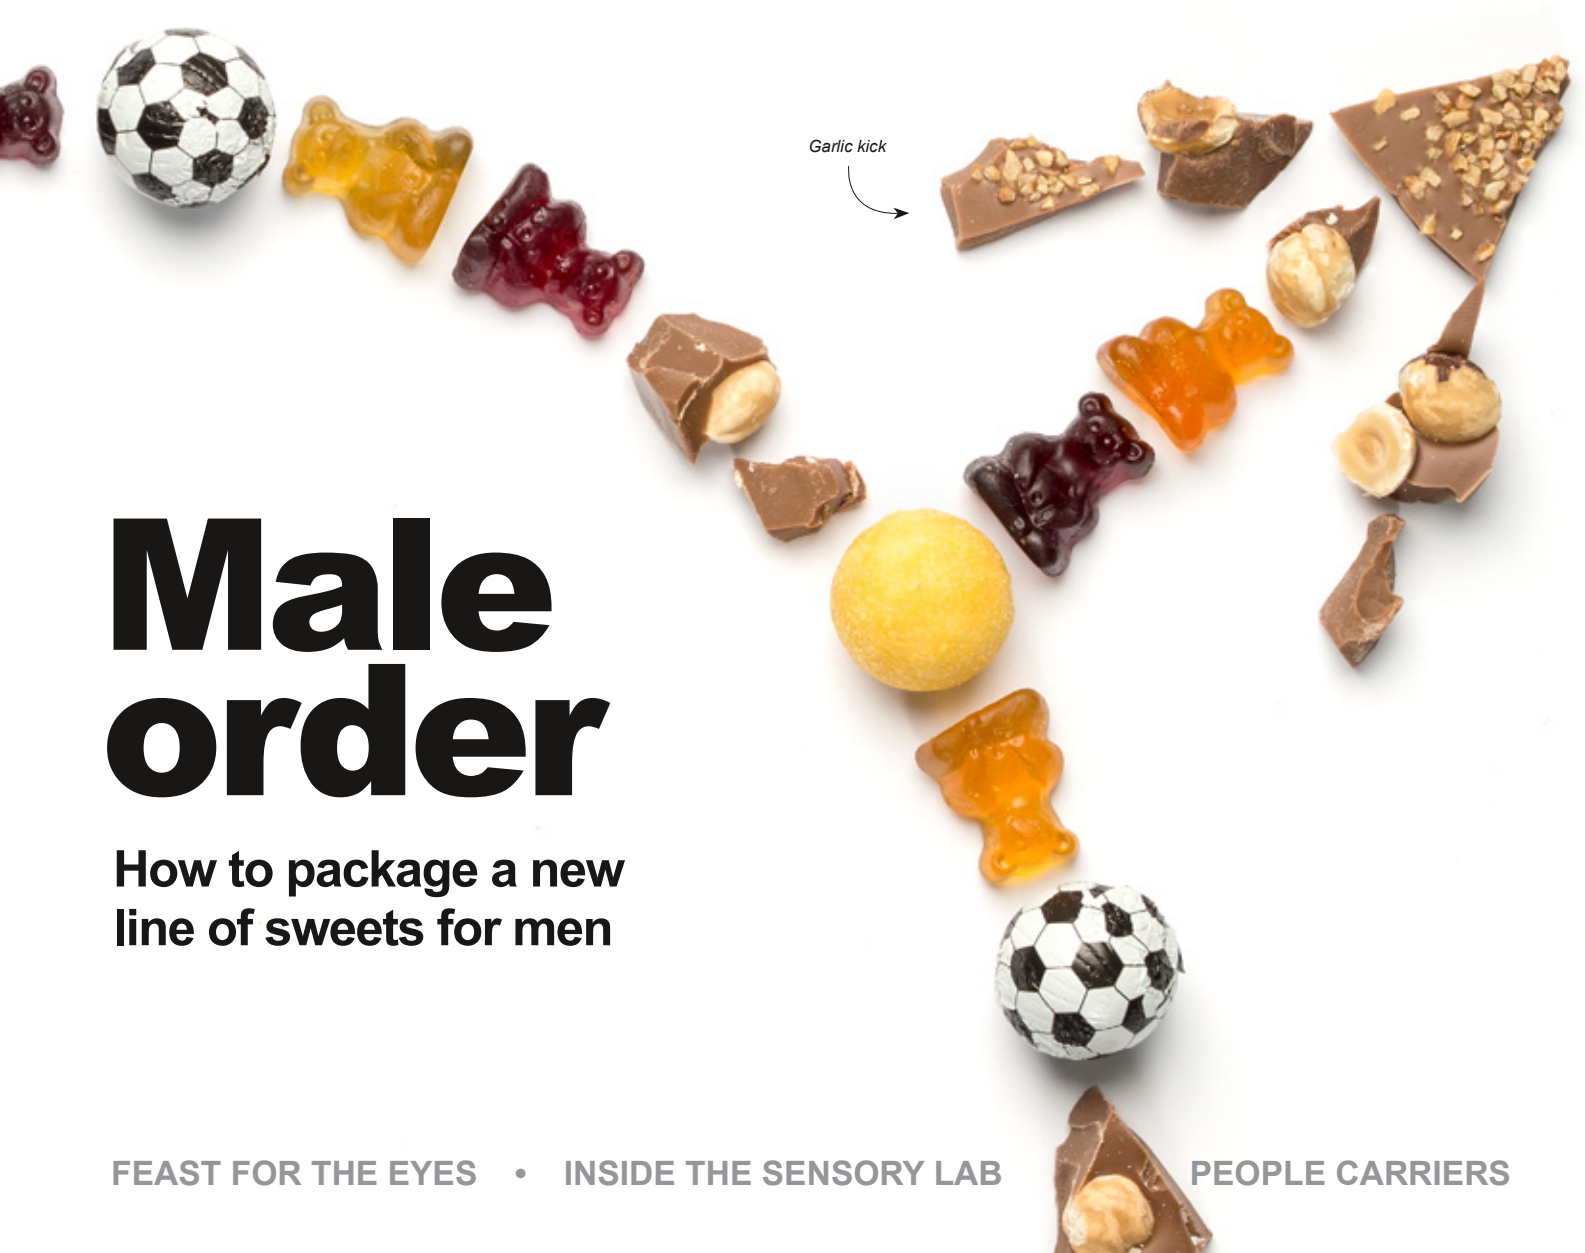 Garlic kick
Male
order
How to package a new
line of sweets for men
FEAST FOR THE EYES • INSIDE THE SENSORY LAB PEOPLE CARRIERS